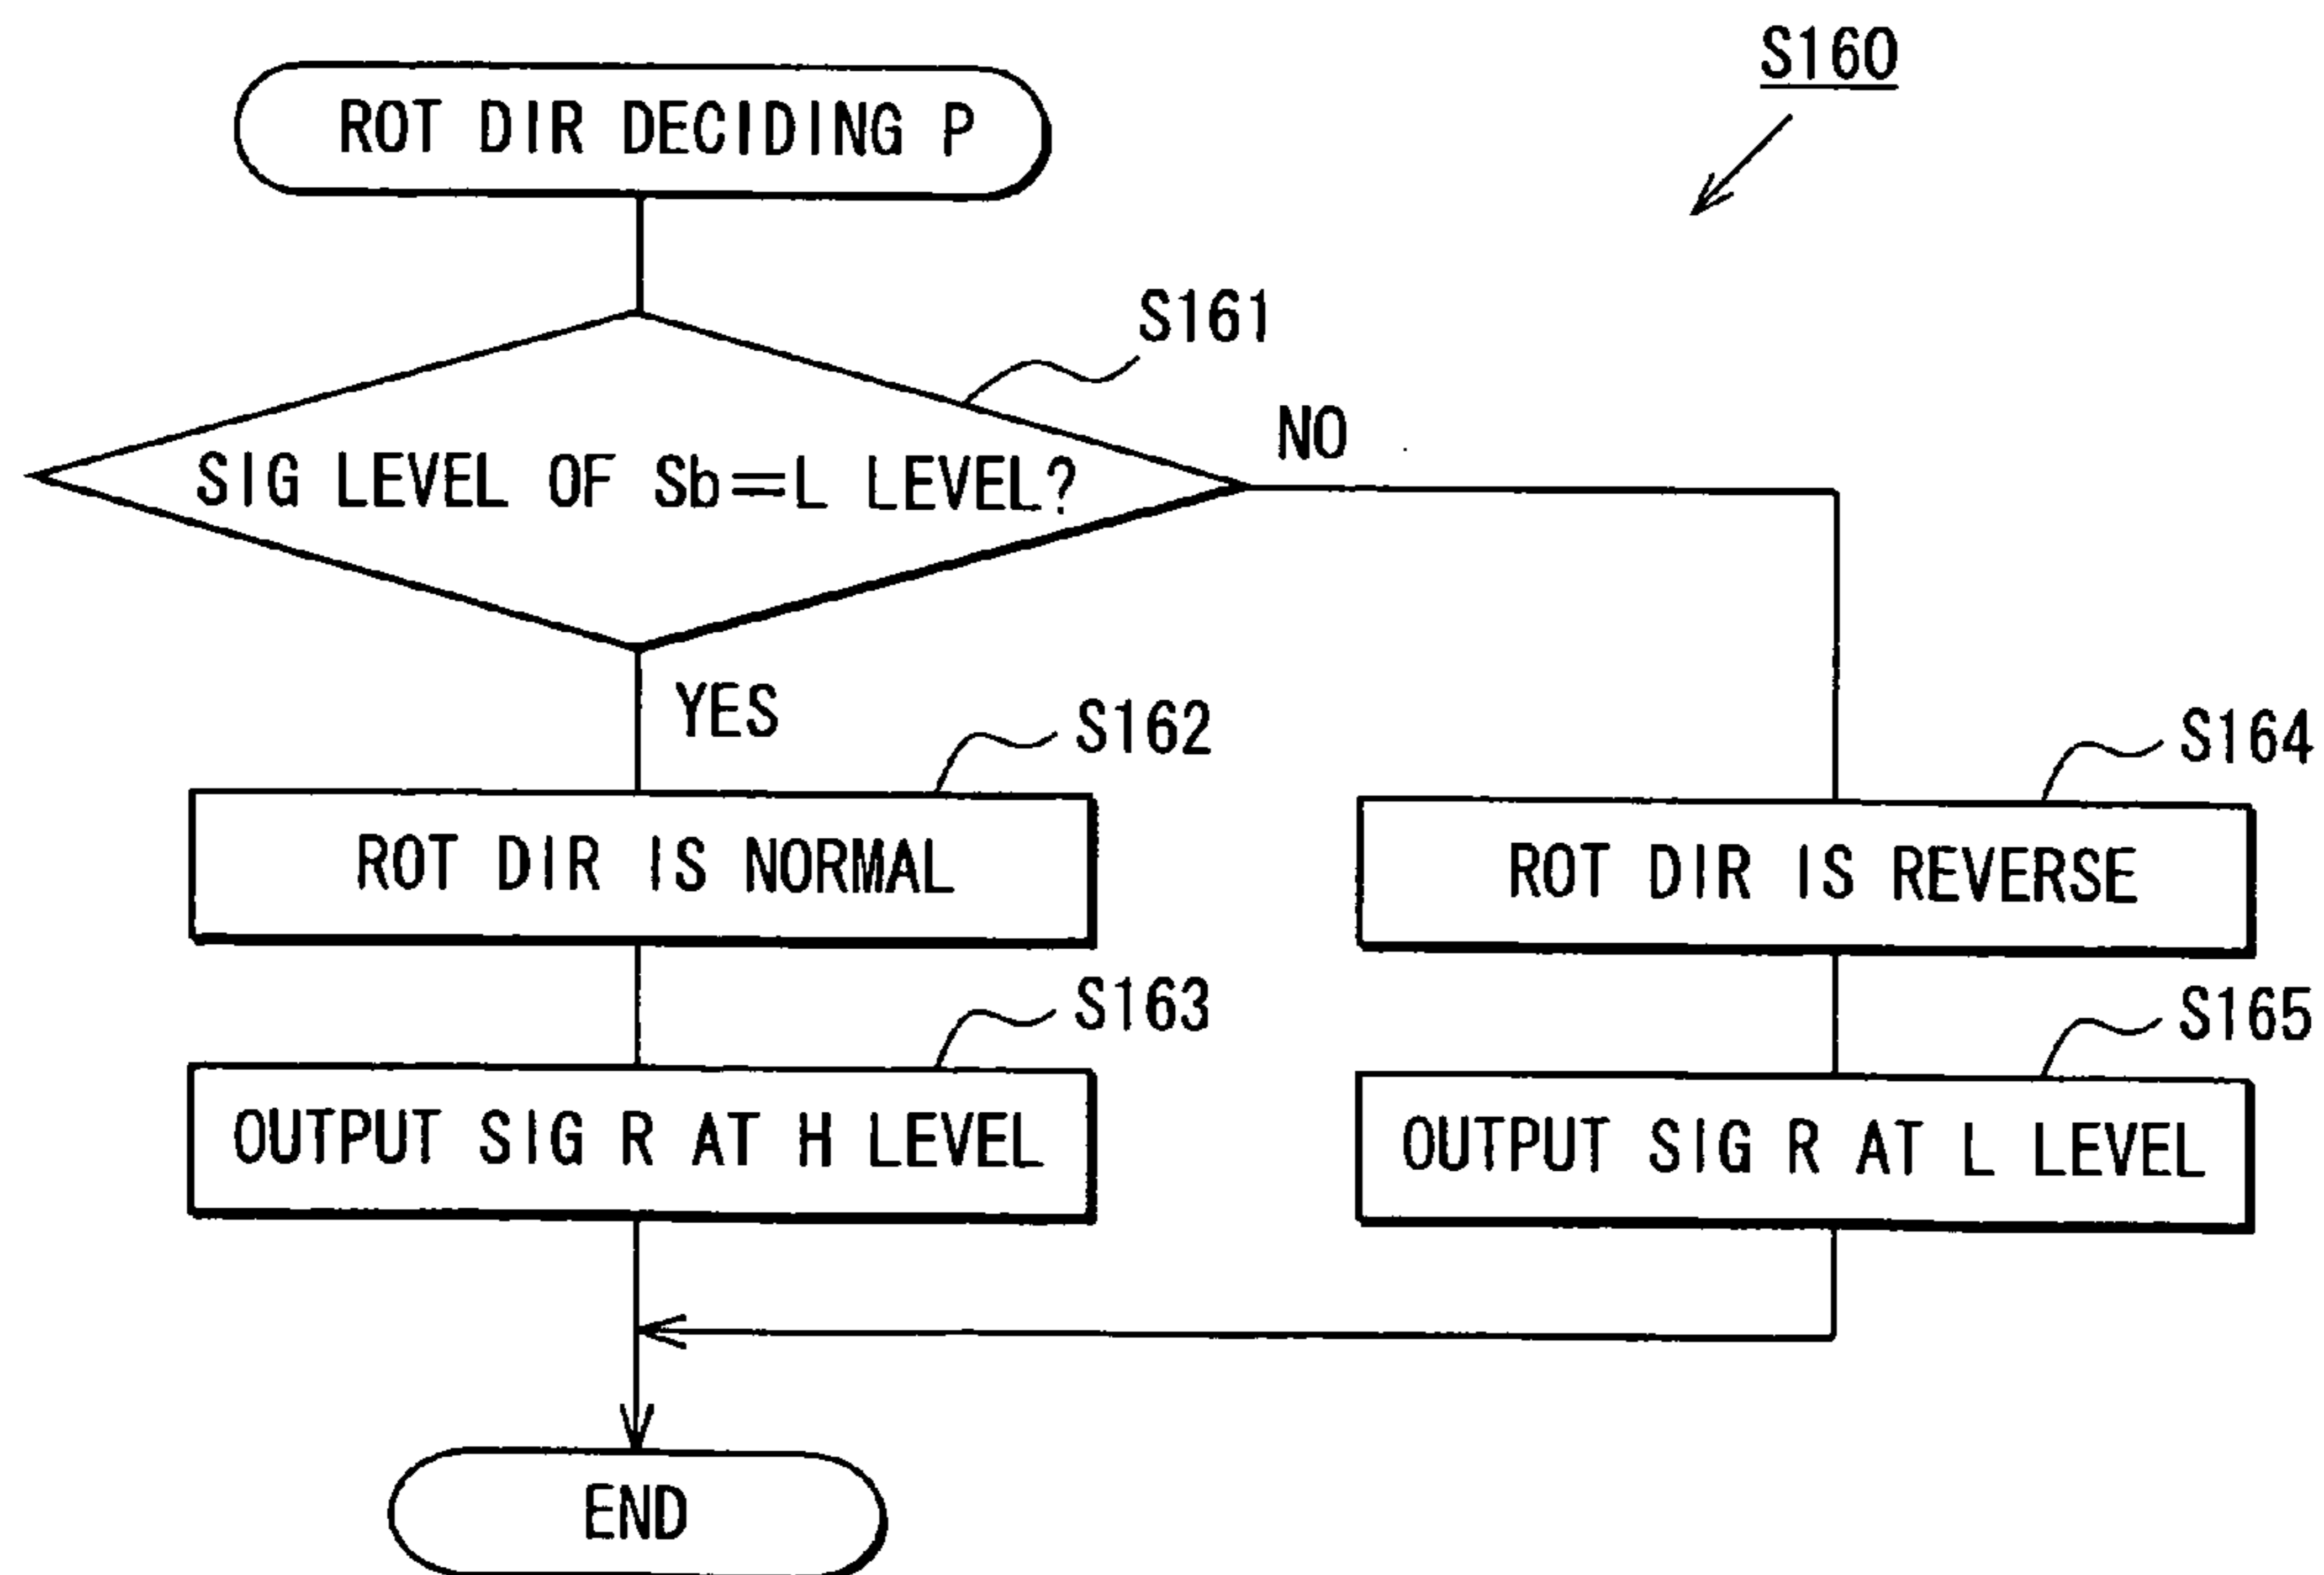 S160
ROT DIR DECIDING P
S161
SIG LEVEL OF Sb=L LEVEL?
NO
YES
S162
ROT DIR IS NORMAL
S164
ROT DIR IS REVERSE
S163
OUTPUT SIG R AT H LEVEL
S165
OUTPUT SIG R AT L LEVEL
END